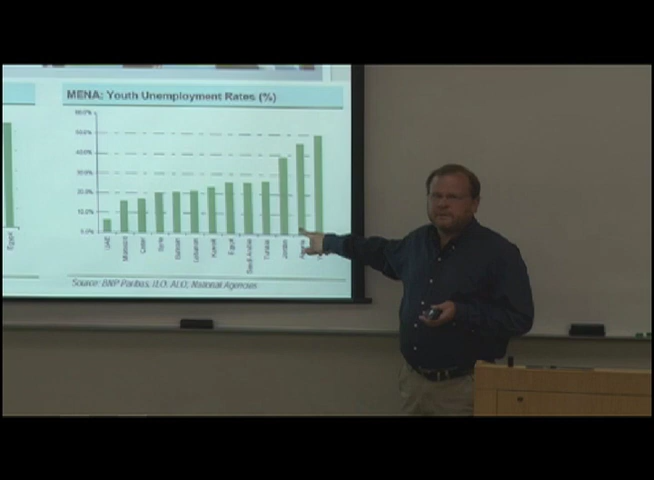 MENA: Youth Unemployment Rates (%)
60.0%
50.0%
40.0%
30.0%
20.0%
10.0%
0.0%
UAE
Morocco
Qatar
Syria
Bahrain
Lebanon
Kuwait
Egypt
Saudi Arabia
Tunisia
Jordan
Algeria
Egypt
Source: BNP Paribas, ILO, ALO, National Agencies